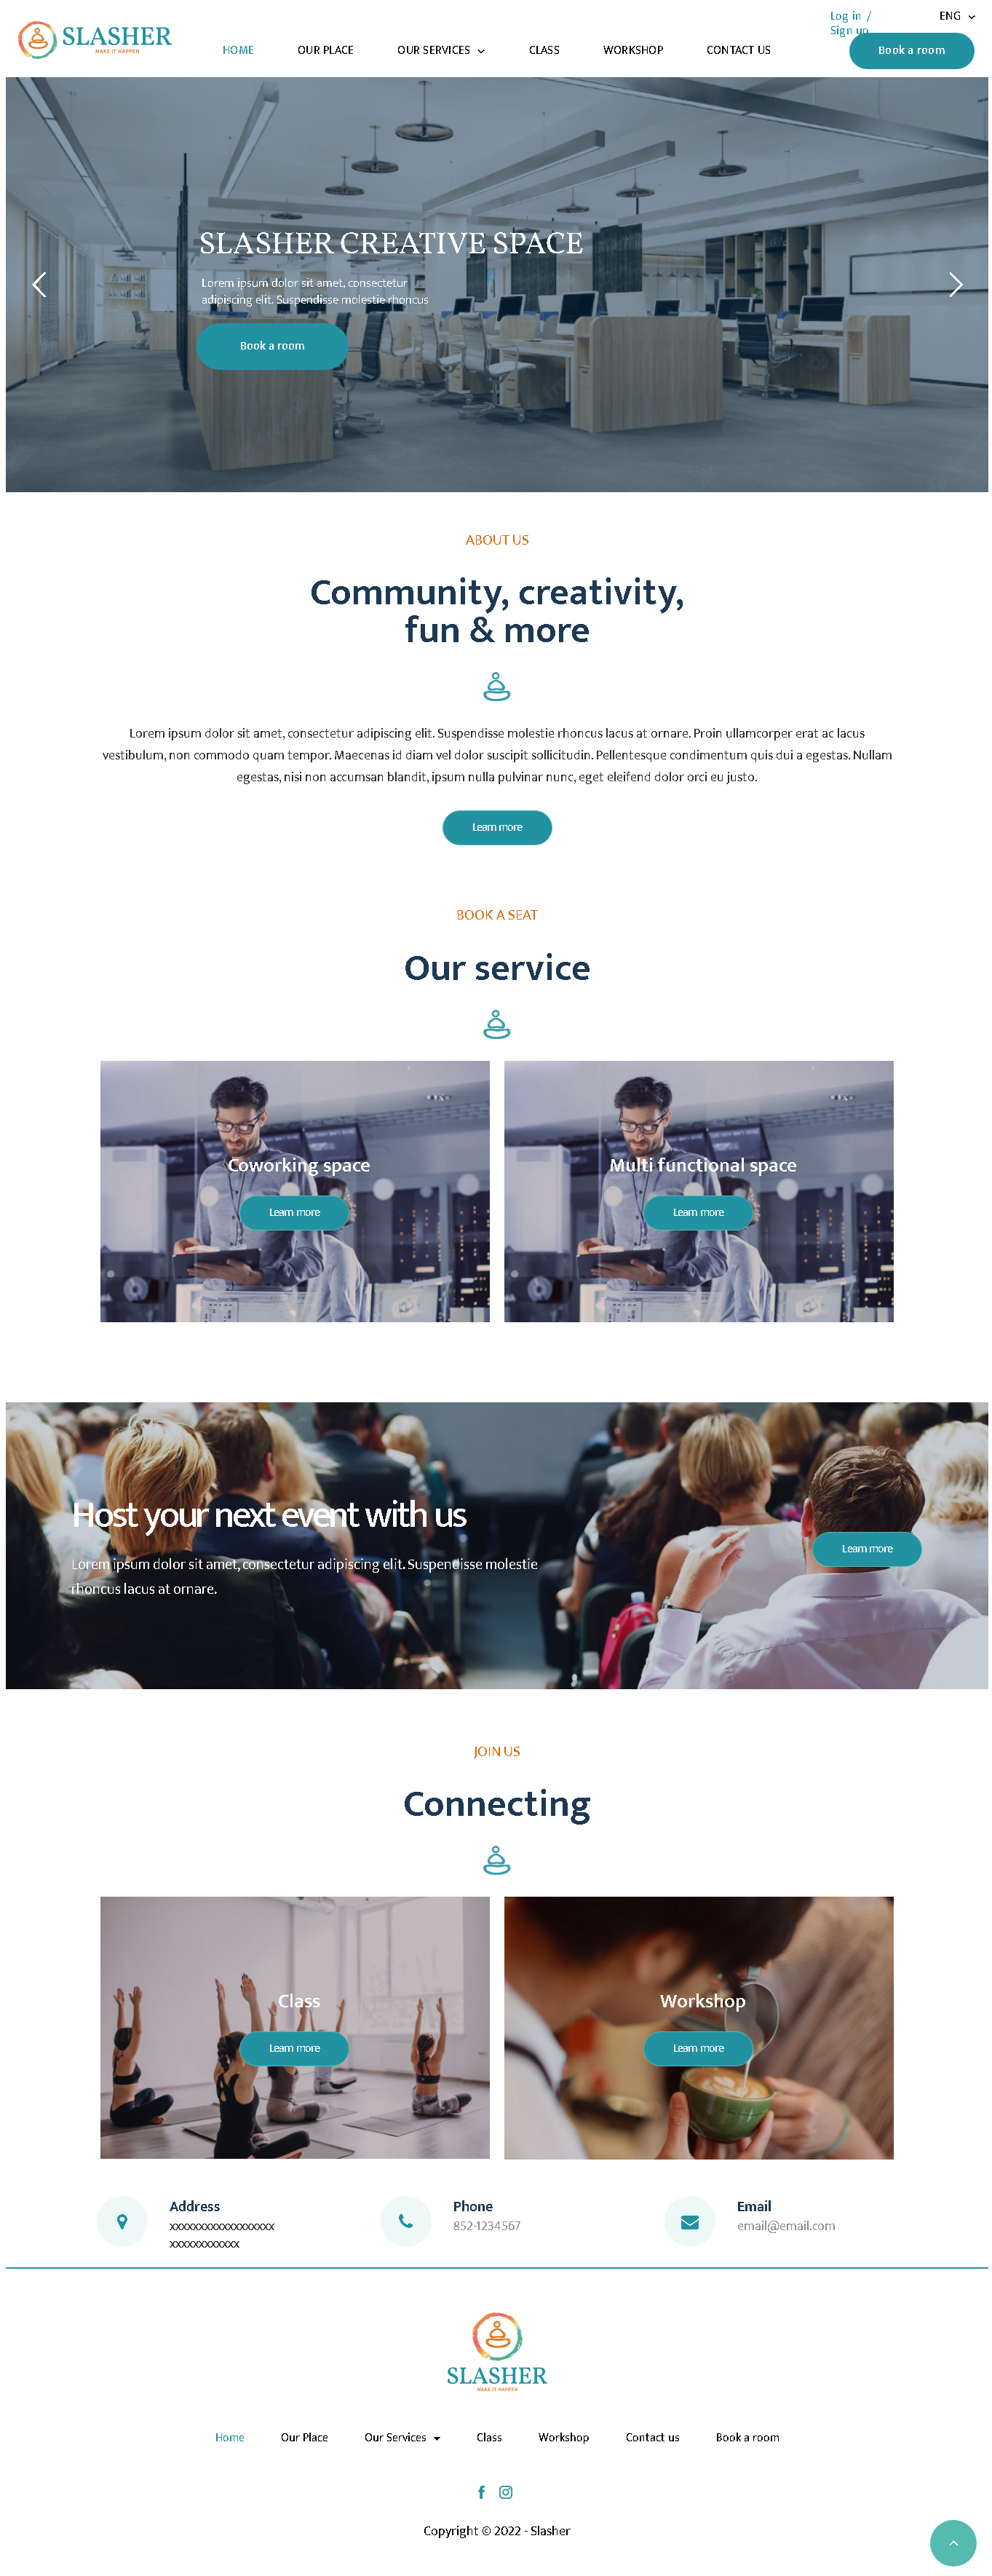 Log in /
Sign up
ENG
SLASHER
MAKE IT HAPPEN
HOME
OUR PLACE
OUR SERVICES
CLASS
WORKSHOP
CONTACT US
Book a room
SLASHER CREATIVE SPACE
Lorem ipsum dolor sit amet, consectetur
adipiscing elit. Suspendisse molestie rhoncus
Book a room
ABOUT US
Community, creativity,
fun & more
Lorem ipsum dolor sit amet, consectetur adipiscing elit. Suspendisse molestie rhoncus lacus at ornare. Proin ullamcorper erat ac lacus
vestibulum, non commodo quam tempor. Maecenas id diam vel dolor suscipit sollicitudin. Pellentesque condimentum quis dui a egestas. Nullam
egestas, nisi non accumsan blandit, ipsum nulla pulvinar nunc, eget eleifend dolor orci eu justo.
Learn more
BOOK A SEAT
Our service
Coworking space
Learn more
Multi functional space
Learn more
Host your next event with us
Lorem ipsum dolor sit amet, consectetur adipiscing elit. Suspendisse molestie
rhoncus lacus at ornare.
Learn more
JOIN US
Connecting
Class
Learn more
Workshop
Learn more
Address
xxxxxxxxxxxxxxxxxx
xxxxxxxxxxxx
Phone
852-1234567
Email
email@email.com
SLASHER
MAKE IT HAPPEN
Home
Our Place
Our Services
Class
Workshop
Contact us
Book a room
Copyright © 2022 - Slasher